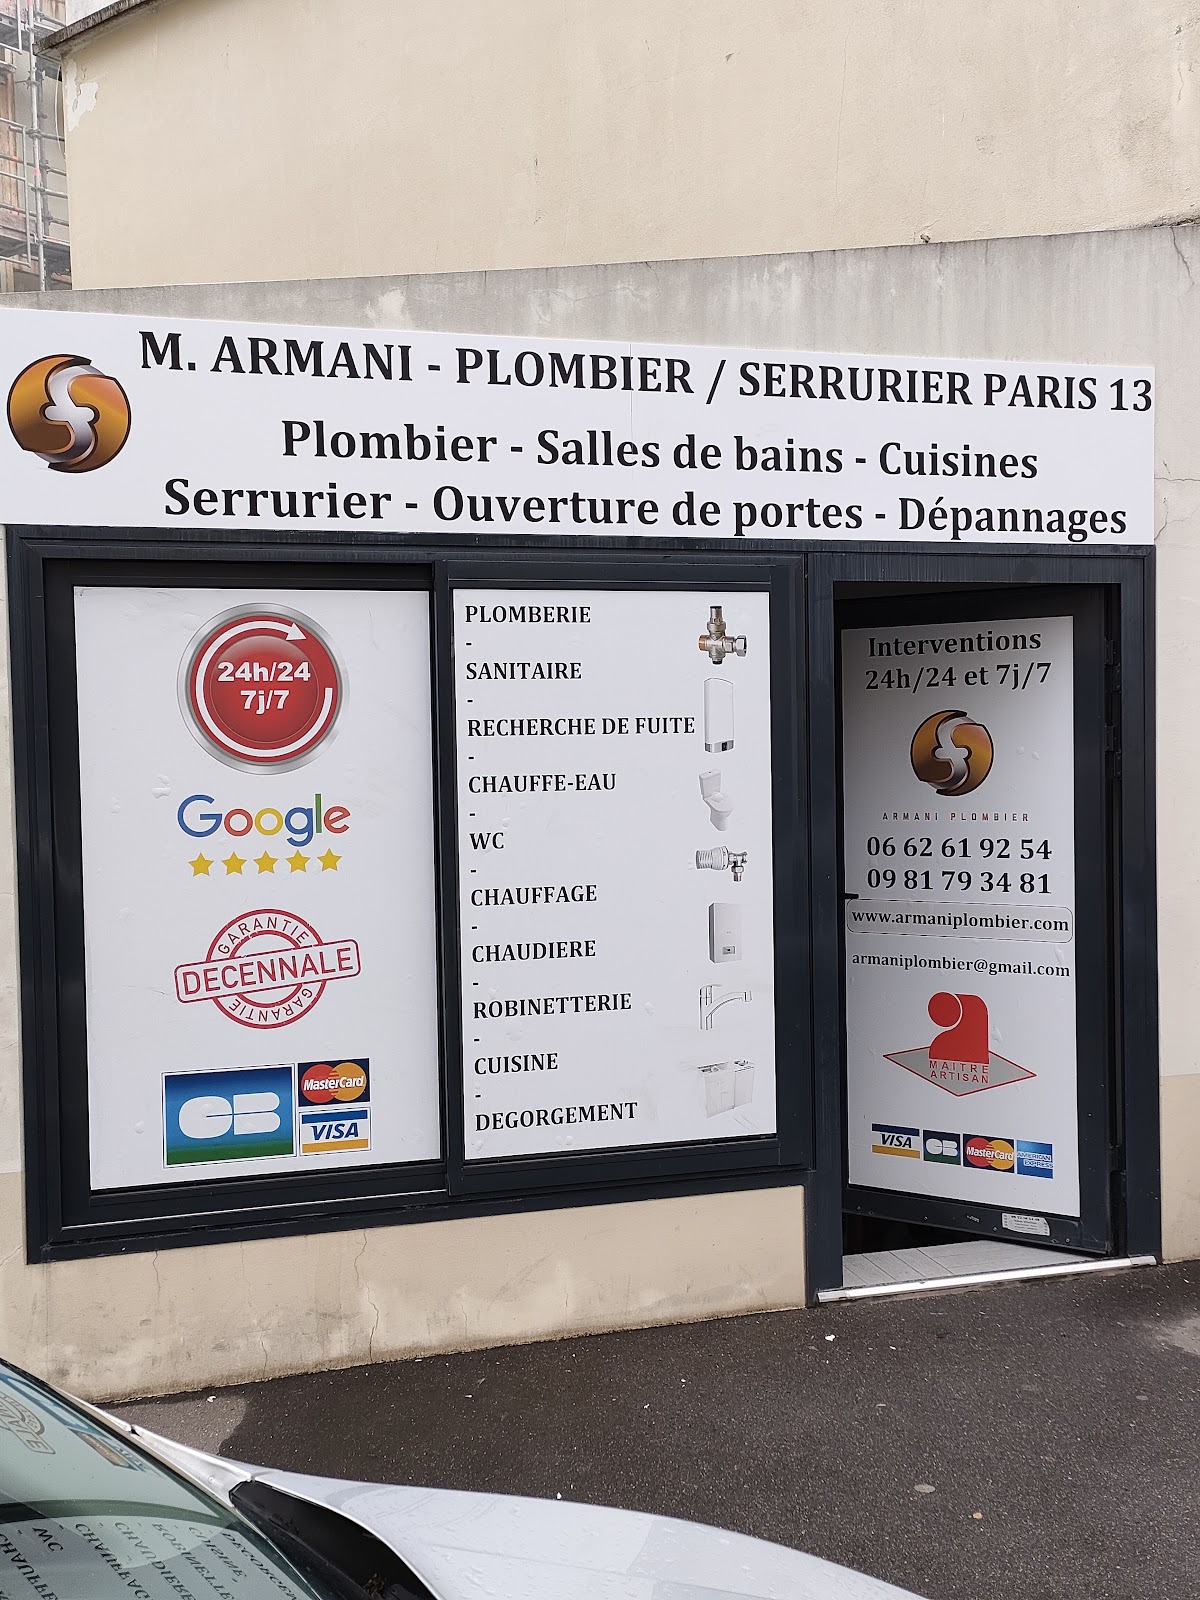 M. ARMANI - PLOMBIER / SERRURIER PARIS 13
Plombier - Salles de bains - Cuisines
Serrurier - Ouverture de portes - Dépannages
24h/24
7j/7
Google
GARANTIE
DECENNALE
GARANTIE
CB
MasterCard
VISA
PLOMBERIE
-
SANITAIRE
-
RECHERCHE DE FUITE
-
CHAUFFE-EAU
-
WC
-
CHAUFFAGE
-
CHAUDIERE
-
ROBINETTERIE
-
CUISINE
-
DEGORGEMENT
Interventions
24h/24 et 7j/7
ARMANI PLOMBIER
06 62 61 92 54
09 81 79 34 81
www.armaniplombier.com
armaniplombier@gmail.com
MAITRE
ARTISAN
VISA
CB
MasterCard
AMERICAN
EXPRESS